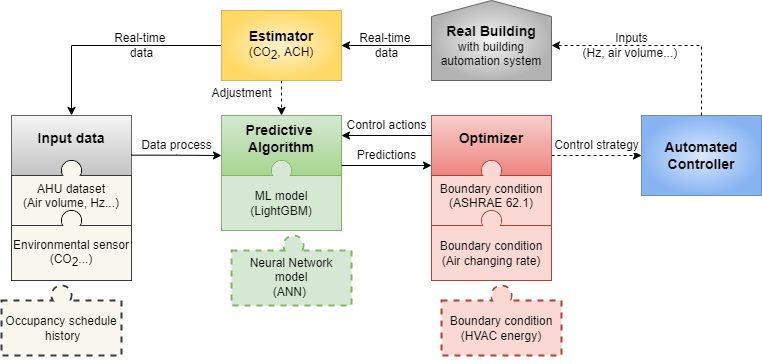 Real-time
data
Estimator
(CO2, ACH)
Real-time
data
Real Building
with building
automation system
Inputs
(Hz, air volume...)
Adjustment
Input data
Data process
Predictive
Algorithm
Control actions
Predictions
Optimizer
Control strategy
Automated
Controller
AHU dataset
(Air volume, Hz...)
ML model
(LightGBM)
Boundary condition
(ASHRAE 62.1)
Environmental sensor
(CO2...)
Neural Network
model
(ANN)
Boundary condition
(Air changing rate)
Occupancy schedule
history
Boundary condition
(HVAC energy)